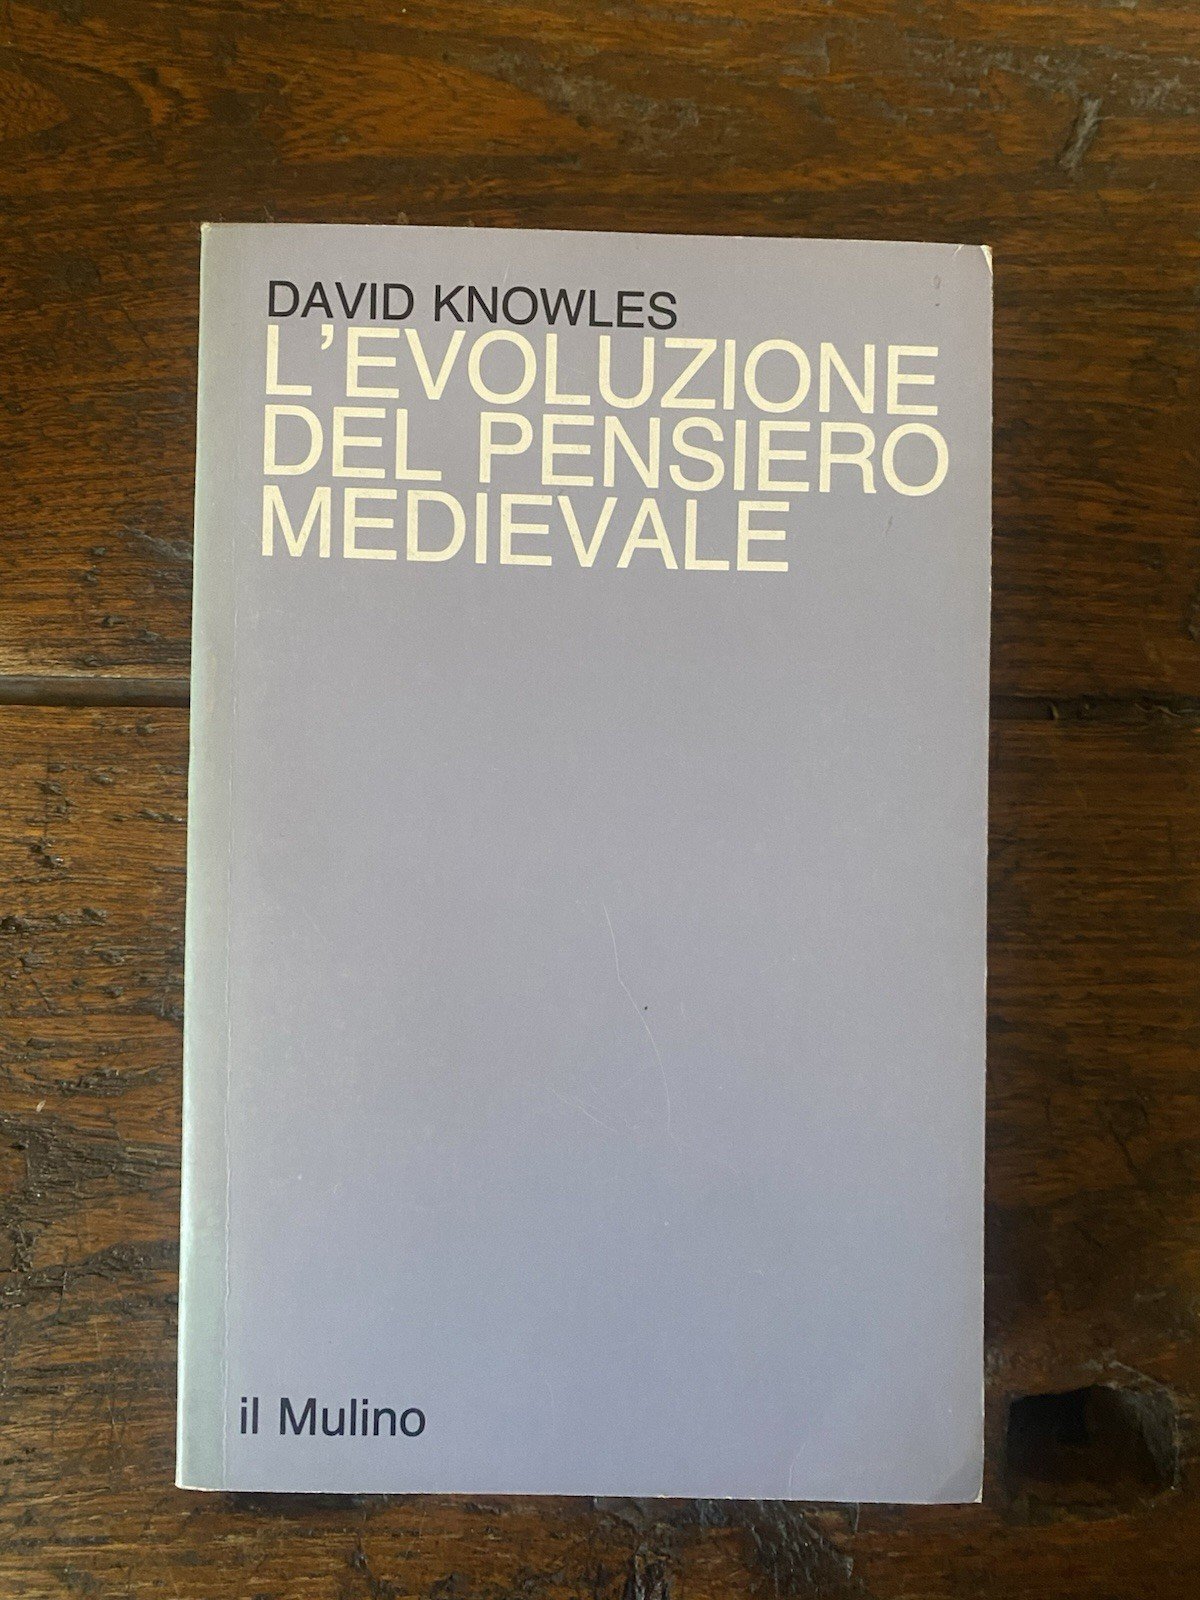 DAVID KNOWLES
L'EVOLUZIONE
DEL PENSIERO
MEDIEVALE
il Mulino